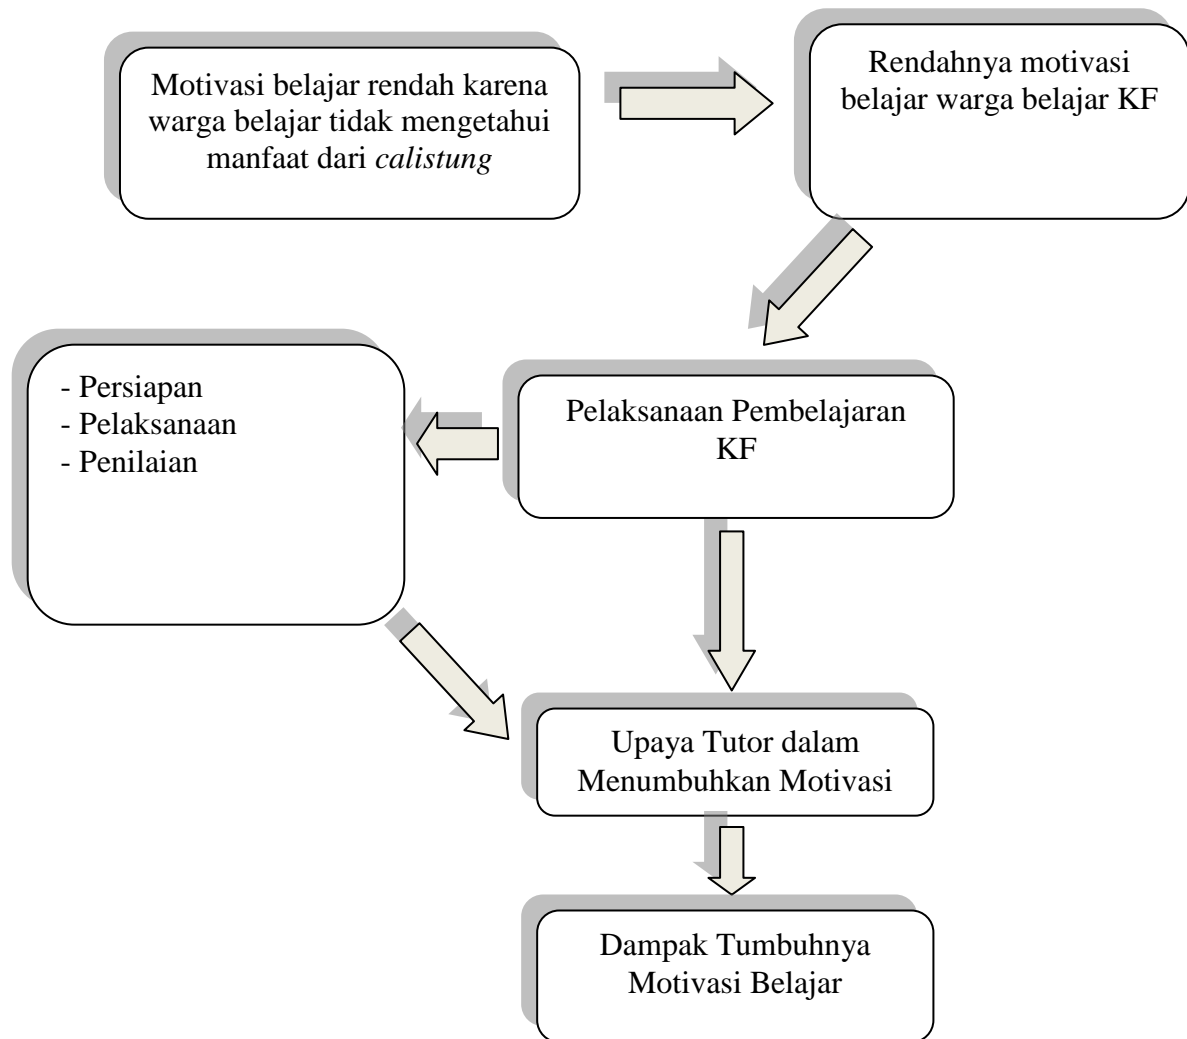 Motivasi belajar rendah karena
warga belajar tidak mengetahui
manfaat dari calistung
Rendahnya motivasi
belajar warga belajar KF
- Persiapan
- Pelaksanaan
- Penilaian
Pelaksanaan Pembelajaran
KF
Upaya Tutor dalam
Menumbuhkan Motivasi
Dampak Tumbuhnya
Motivasi Belajar